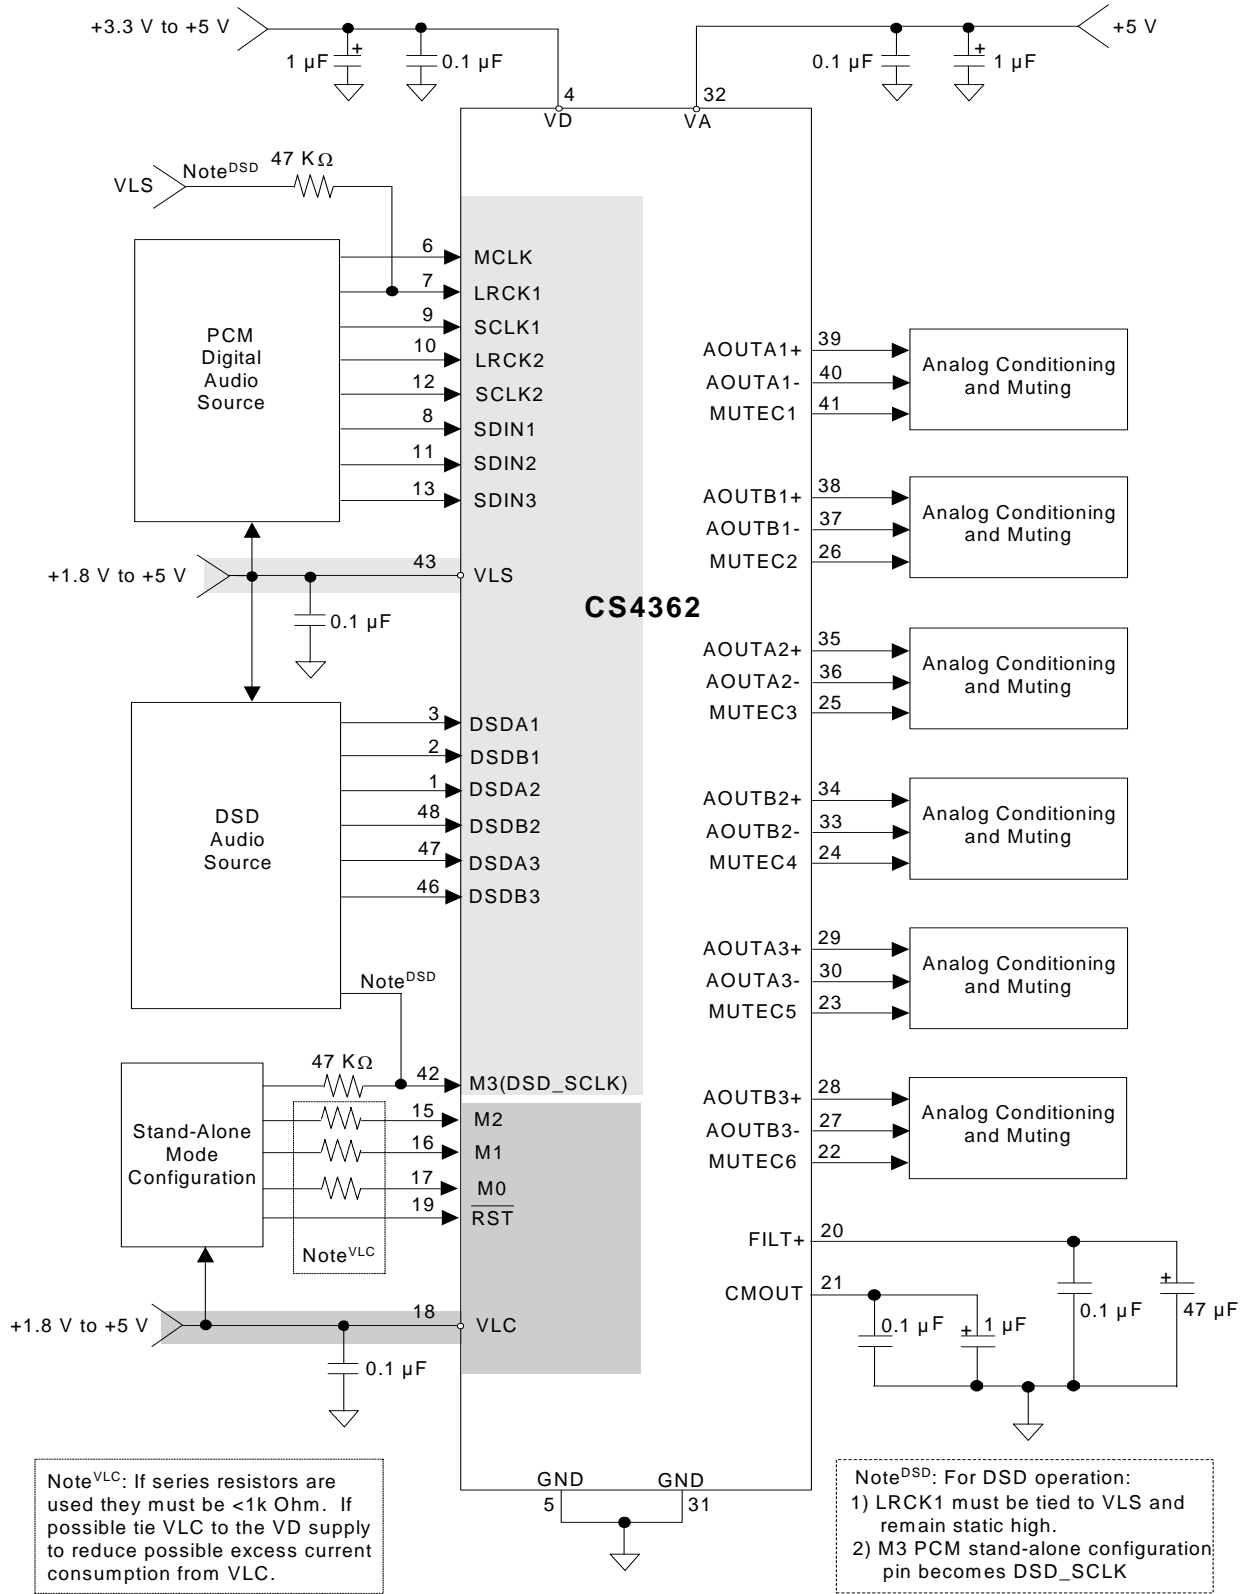 +3.3 V to +5 V
+5 V
1 µF
+
0.1 µF
0.1 µF
+
1 µF
4
32
VD
VA
VLS
Note^DSD
47 KΩ
PCM
Digital
Audio
Source
6
MCLK
7
LRCK1
9
SCLK1
10
LRCK2
12
SCLK2
8
SDIN1
11
SDIN2
13
SDIN3
+1.8 V to +5 V
43
VLS
0.1 µF
CS4362
DSD
Audio
Source
3
DSDA1
2
DSDB1
1
DSDA2
48
DSDB2
47
DSDA3
46
DSDB3
Note^DSD
Stand-Alone
Mode
Configuration
47 KΩ
42
M3(DSD_SCLK)
15
M2
16
M1
17
M0
19
RST
Note^VLC
+1.8 V to +5 V
18
VLC
0.1 µF
AOUTA1+
39
AOUTA1-
40
MUTEC1
41
Analog Conditioning
and Muting
AOUTB1+
38
AOUTB1-
37
MUTEC2
26
Analog Conditioning
and Muting
AOUTA2+
35
AOUTA2-
36
MUTEC3
25
Analog Conditioning
and Muting
AOUTB2+
34
AOUTB2-
33
MUTEC4
24
Analog Conditioning
and Muting
AOUTA3+
29
AOUTA3-
30
MUTEC5
23
Analog Conditioning
and Muting
AOUTB3+
28
AOUTB3-
27
MUTEC6
22
Analog Conditioning
and Muting
FILT+
20
CMOUT
21
0.1 µF
+
1 µF
0.1 µF
+
47 µF
GND
GND
5
31
Note^VLC: If series resistors are
used they must be <1k Ohm. If
possible tie VLC to the VD supply
to reduce possible excess current
consumption from VLC.
Note^DSD: For DSD operation:
1) LRCK1 must be tied to VLS and
remain static high.
2) M3 PCM stand-alone configuration
pin becomes DSD_SCLK